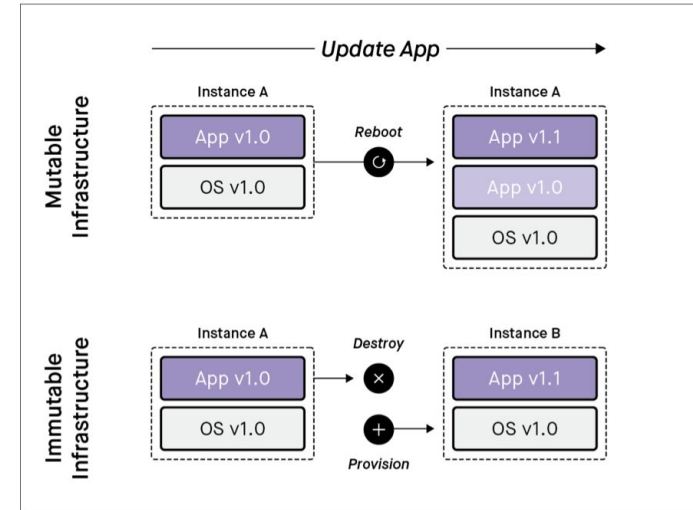 Update App
Mutable
Infrastructure
Instance A
App v1.0
OS v1.0
Reboot
Instance A
App v1.1
App v1.0
OS v1.0
Immutable
Infrastructure
Instance A
App v1.0
OS v1.0
Destroy
Provision
Instance B
App v1.1
OS v1.0